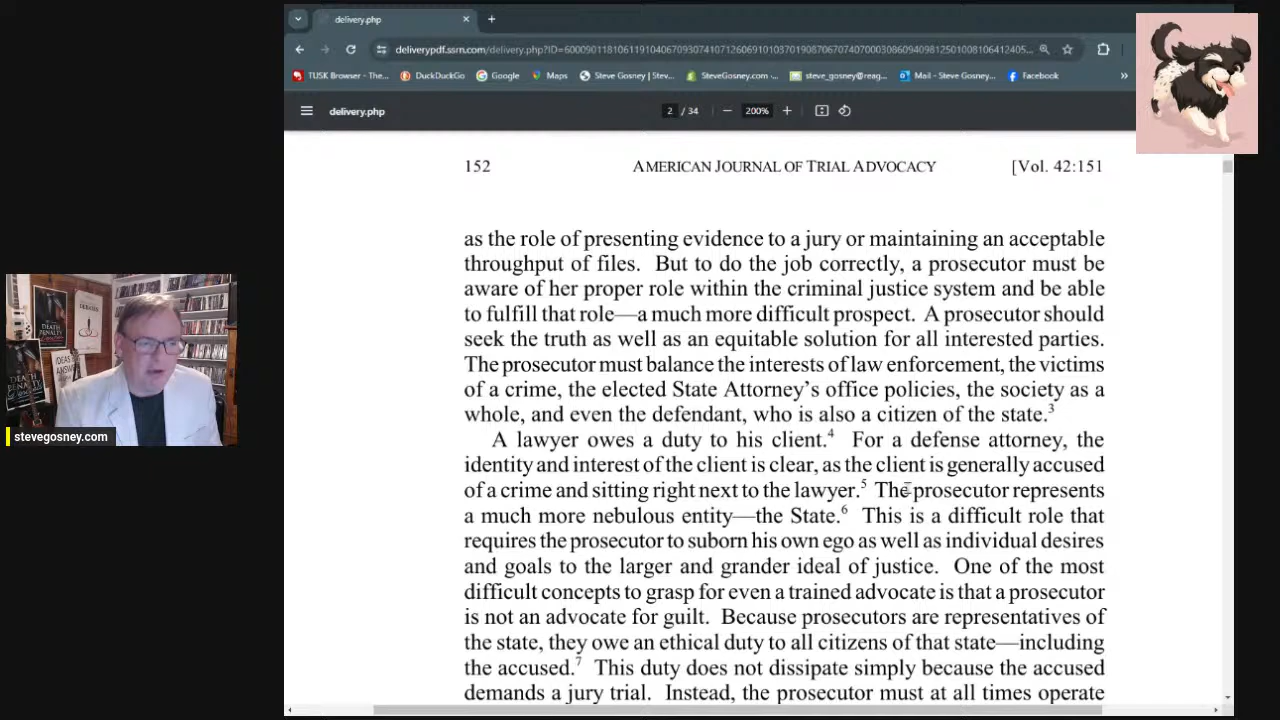 delivery.php
deliverypdf.ssrn.com/delivery.php?ID=600090118106119104067093074107126069101037019087067074070003086094098125010081064124​05...
TUSK Browser - The...
DuckDuckGo
Google
Maps
Steve Gosney | Stev...
SteveGosney.com -...
steve_gosney@reag...
Mail - Steve Gosney...
Facebook
»
delivery.php
2 / 34
200%
152 AMERICAN JOURNAL OF TRIAL ADVOCACY [Vol. 42:151
as the role of presenting evidence to a jury or maintaining an acceptable
throughput of files. But to do the job correctly, a prosecutor must be
aware of her proper role within the criminal justice system and be able
to fulfill that role—a much more difficult prospect. A prosecutor should
seek the truth as well as an equitable solution for all interested parties.
The prosecutor must balance the interests of law enforcement, the victims
of a crime, the elected State Attorney's office policies, the society as a
whole, and even the defendant, who is also a citizen of the state.3
A lawyer owes a duty to his client.4 For a defense attorney, the
identity and interest of the client is clear, as the client is generally accused
of a crime and sitting right next to the lawyer.5 The prosecutor represents
a much more nebulous entity—the State.6 This is a difficult role that
requires the prosecutor to suborn his own ego as well as individual desires
and goals to the larger and grander ideal of justice. One of the most
difficult concepts to grasp for even a trained advocate is that a prosecutor
is not an advocate for guilt. Because prosecutors are representatives of
the state, they owe an ethical duty to all citizens of that state—including
the accused.7 This duty does not dissipate simply because the accused
demands a jury trial. Instead, the prosecutor must at all times operate
DEATH
PENALTY
IDEAS
ANSW
stevegosney.com